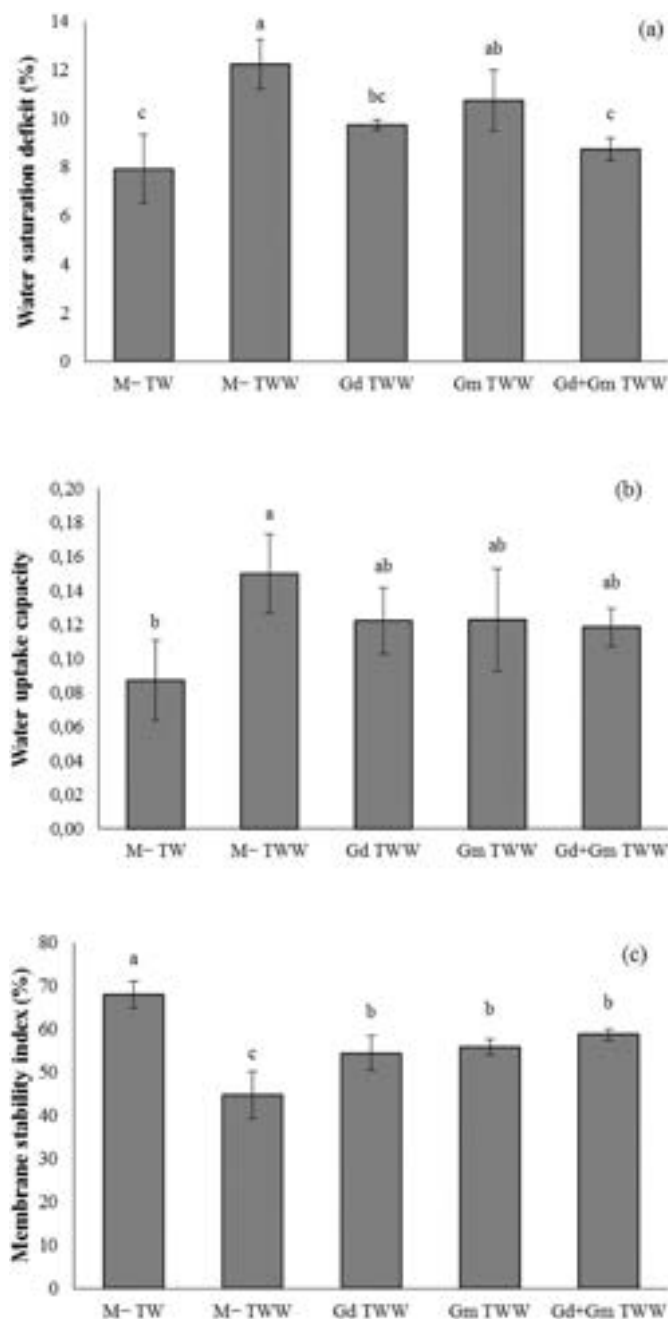 (a)
Water saturation deficit (%)
14
12
10
8
6
4
2
0
c
a
bc
ab
c
M− TW M− TWW Gd TWW Gm TWW Gd+Gm TWW
(b)
Water uptake capacity
0,20
0,18
0,16
0,14
0,12
0,10
0,08
0,06
0,04
0,02
0,00
b
a
ab
ab
ab
M− TW M− TWW Gd TWW Gm TWW Gd+Gm TWW
(c)
Membrane stability index (%)
80
70
60
50
40
30
20
10
0
a
c
b
b
b
M− TW M− TWW Gd TWW Gm TWW Gd+Gm TWW